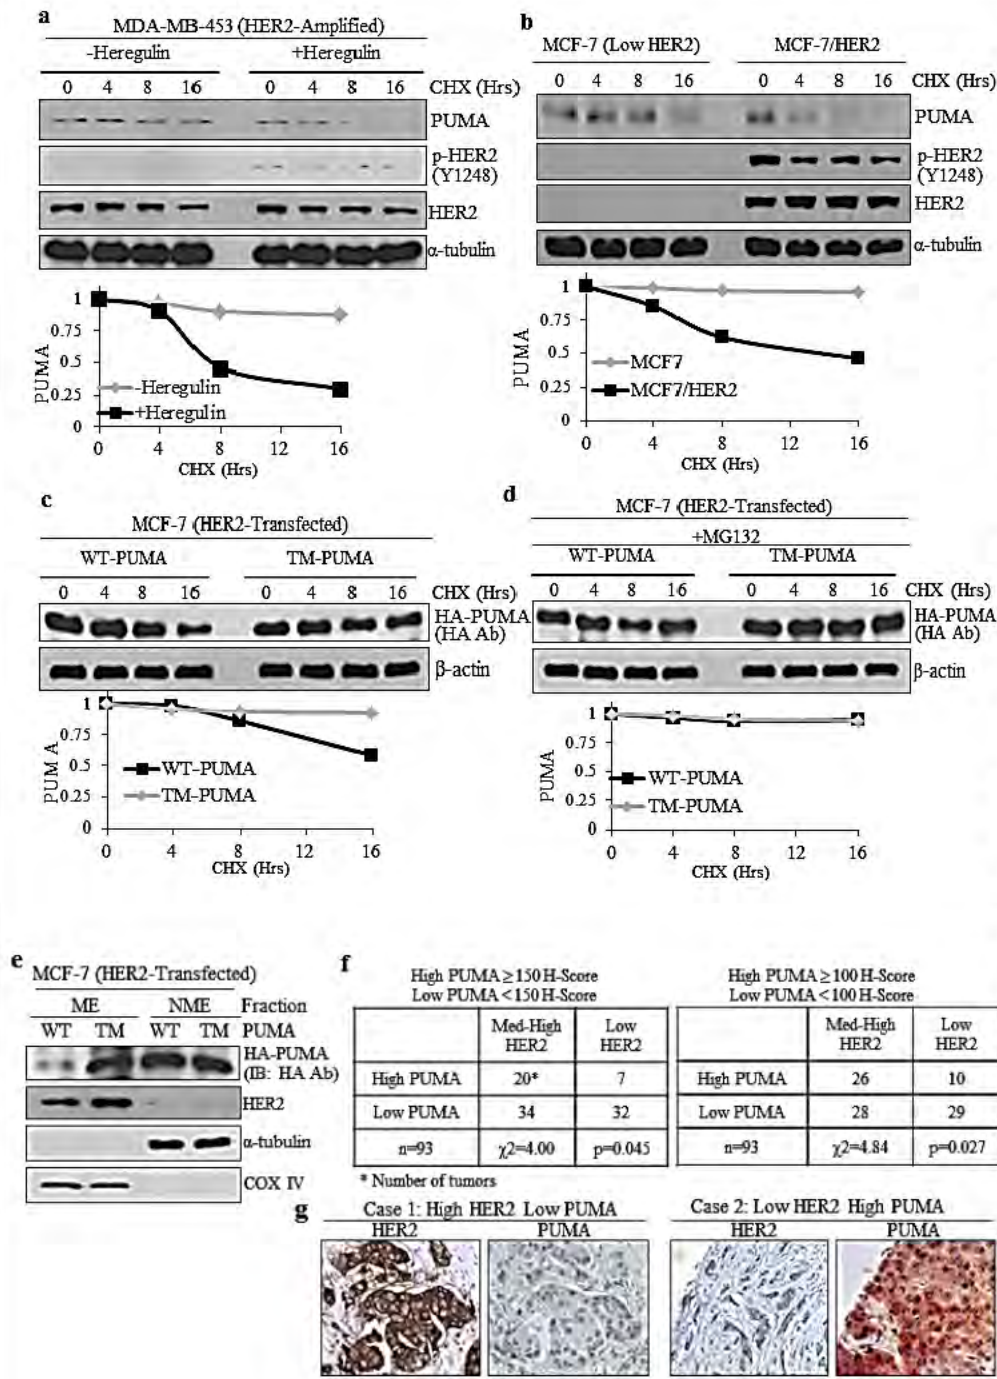 a
MDA-MB-453 (HER2-Amplified)
-Heregulin +Heregulin
0 4 8 16 0 4 8 16 CHX (Hrs)
PUMA
p-HER2
(Y1248)
HER2
α-tubulin
1
0.75
0.5
0.25
0
PUMA
-Heregulin
+Heregulin
0 4 8 12 16
CHX (Hrs)
b
MCF-7 (Low HER2) MCF-7/HER2
0 4 8 16 0 4 8 16
CHX (Hrs)
PUMA
p-HER2
(Y1248)
HER2
α-tubulin
1
0.75
0.5
0.25
0
PUMA
MCF7
MCF7/HER2
0 4 8 12 16
CHX (Hrs)
c
MCF-7 (HER2-Transfected)
WT-PUMA TM-PUMA
0 4 8 16 0 4 8 16 CHX (Hrs)
HA-PUMA
(HA Ab)
β-actin
1
0.75
0.5
0.25
0
PUMA
WT-PUMA
TM-PUMA
0 4 8 12 16
CHX (Hrs)
d
MCF-7 (HER2-Transfected)
+MG132
WT-PUMA TM-PUMA
0 4 8 16 0 4 8 16 CHX (Hrs)
HA-PUMA
(HA Ab)
β-actin
1
0.75
0.5
0.25
0
PUMA
WT-PUMA
TM-PUMA
0 4 8 12 16
CHX (Hrs)
e
MCF-7 (HER2-Transfected)
ME NME Fraction
WT TM WT TM PUMA
HA-PUMA
(IB: HA Ab)
HER2
α-tubulin
COX IV
f
High PUMA ≥ 150 H-Score
Low PUMA < 150 H-Score
Med-High HER2 Low HER2
High PUMA 20* 7
Low PUMA 34 32
n=93 χ2=4.00 p=0.045
* Number of tumors
High PUMA ≥ 100 H-Score
Low PUMA < 100 H-Score
Med-High HER2 Low HER2
High PUMA 26 10
Low PUMA 28 29
n=93 χ2=4.84 p=0.027
g
Case 1: High HER2 Low PUMA
HER2 PUMA
Case 2: Low HER2 High PUMA
HER2 PUMA